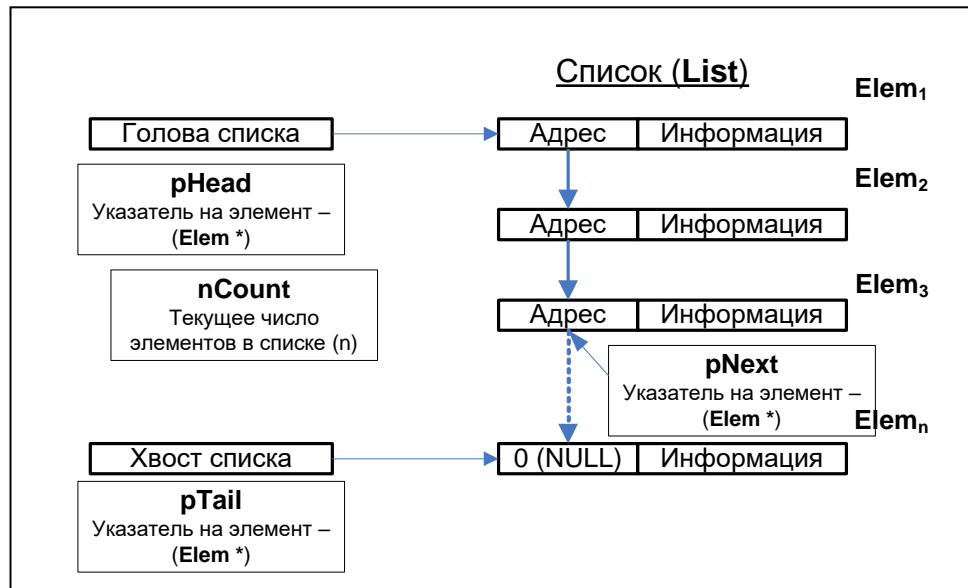 Список (List)
Elem1
Голова списка
Адрес
Информация
pHead
Указатель на элемент –
(Elem *)
Elem2
Адрес
Информация
nCount
Текущее число
элементов в списке (n)
Elem3
Адрес
Информация
pNext
Указатель на элемент –
(Elem *)
Elemn
Хвост списка
0 (NULL)
Информация
pTail
Указатель на элемент –
(Elem *)